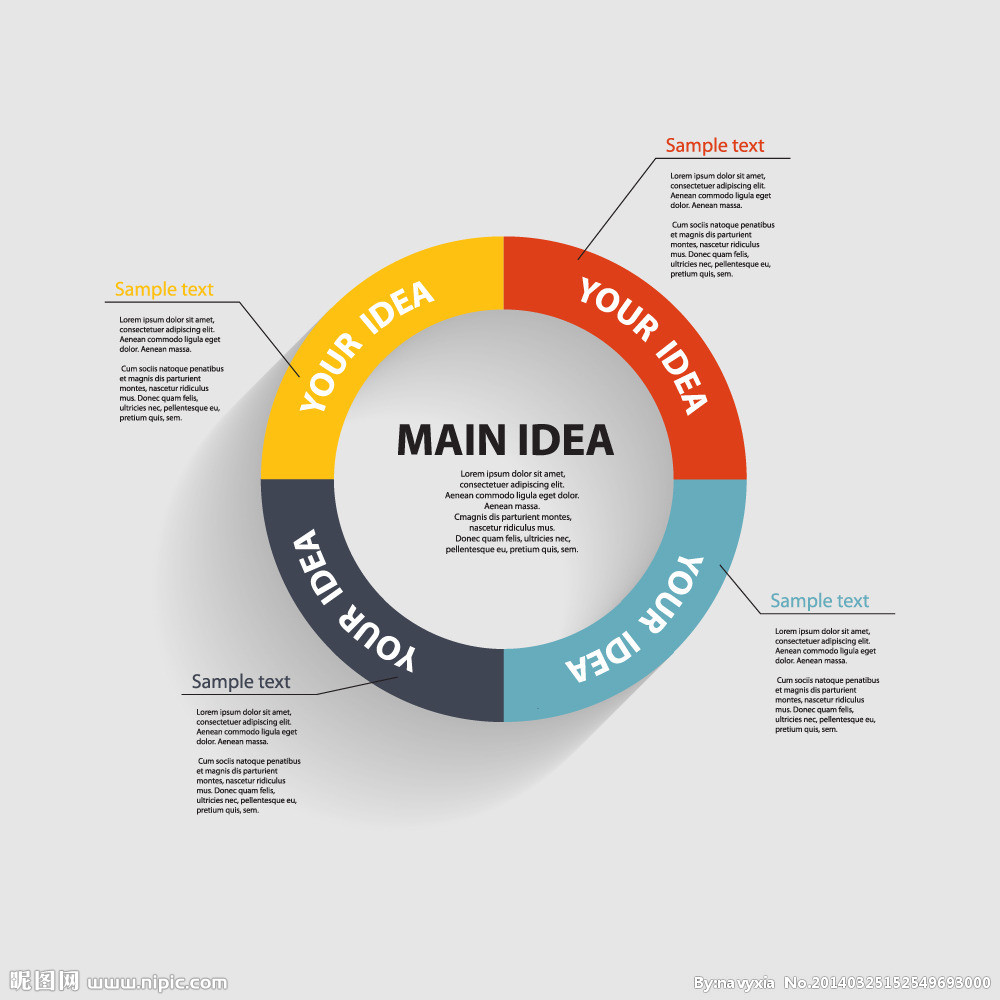 Sample text
Lorem ipsum dolor sit amet,
consectetuer adipiscing elit.
Aenean commodo ligula eget
dolor. Aenean massa.
Cum sociis natoque penatibus
et magnis dis parturient
montes, nascetur ridiculus
mus. Donec quam felis,
ultricies nec, pellentesque eu,
pretium quis, sem.
Sample text
Lorem ipsum dolor sit amet,
consectetuer adipiscing elit.
Aenean commodo ligula eget
dolor. Aenean massa.
Cum sociis natoque penatibus
et magnis dis parturient
montes, nascetur ridiculus
mus. Donec quam felis,
ultricies nec, pellentesque eu,
pretium quis, sem.
YOUR IDEA
YOUR IDEA
MAIN IDEA
Lorem ipsum dolor sit amet,
consectetuer adipiscing elit.
Aenean commodo ligula eget dolor.
Aenean massa.
Cmagnis dis parturient montes,
nascetur ridiculus mus.
Donec quam felis, ultricies nec,
pellentesque eu, pretium quis, sem.
YOUR IDEA
YOUR IDEA
Sample text
Lorem ipsum dolor sit amet,
consectetuer adipiscing elit.
Aenean commodo ligula eget
dolor. Aenean massa.
Cum sociis natoque penatibus
et magnis dis parturient
montes, nascetur ridiculus
mus. Donec quam felis,
ultricies nec, pellentesque eu,
pretium quis, sem.
Sample text
Lorem ipsum dolor sit amet,
consectetuer adipiscing elit.
Aenean commodo ligula eget
dolor. Aenean massa.
Cum sociis natoque penatibus
et magnis dis parturient
montes, nascetur ridiculus
mus. Donec quam felis,
ultricies nec, pellentesque eu,
pretium quis, sem.
昵图网 www.nipic.com
By:navyxia No.20140325152549693000